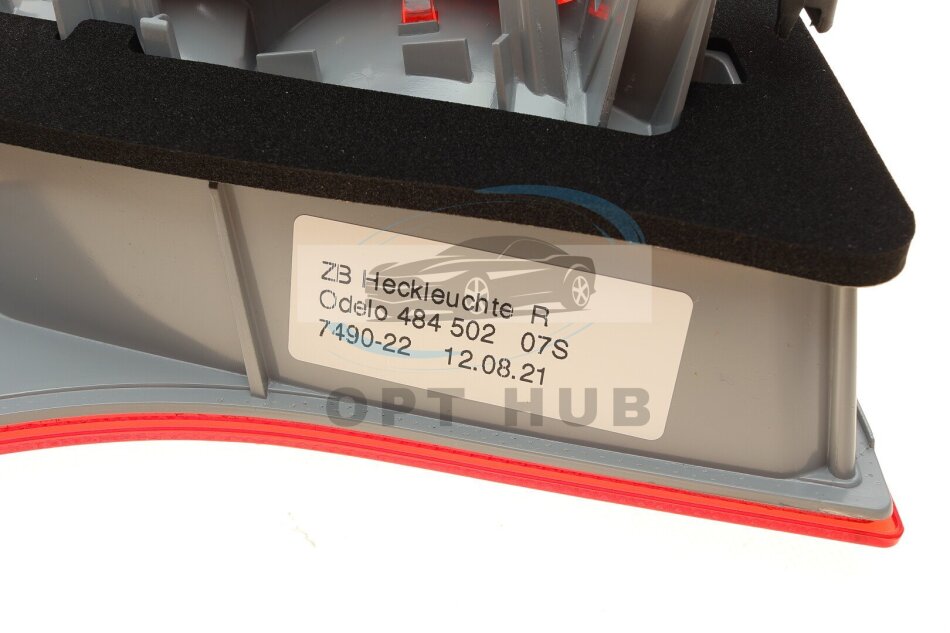 ZB Heckleuchte R
Odelo 484 502 07S
7490-22 12.08.21
OPT HUB